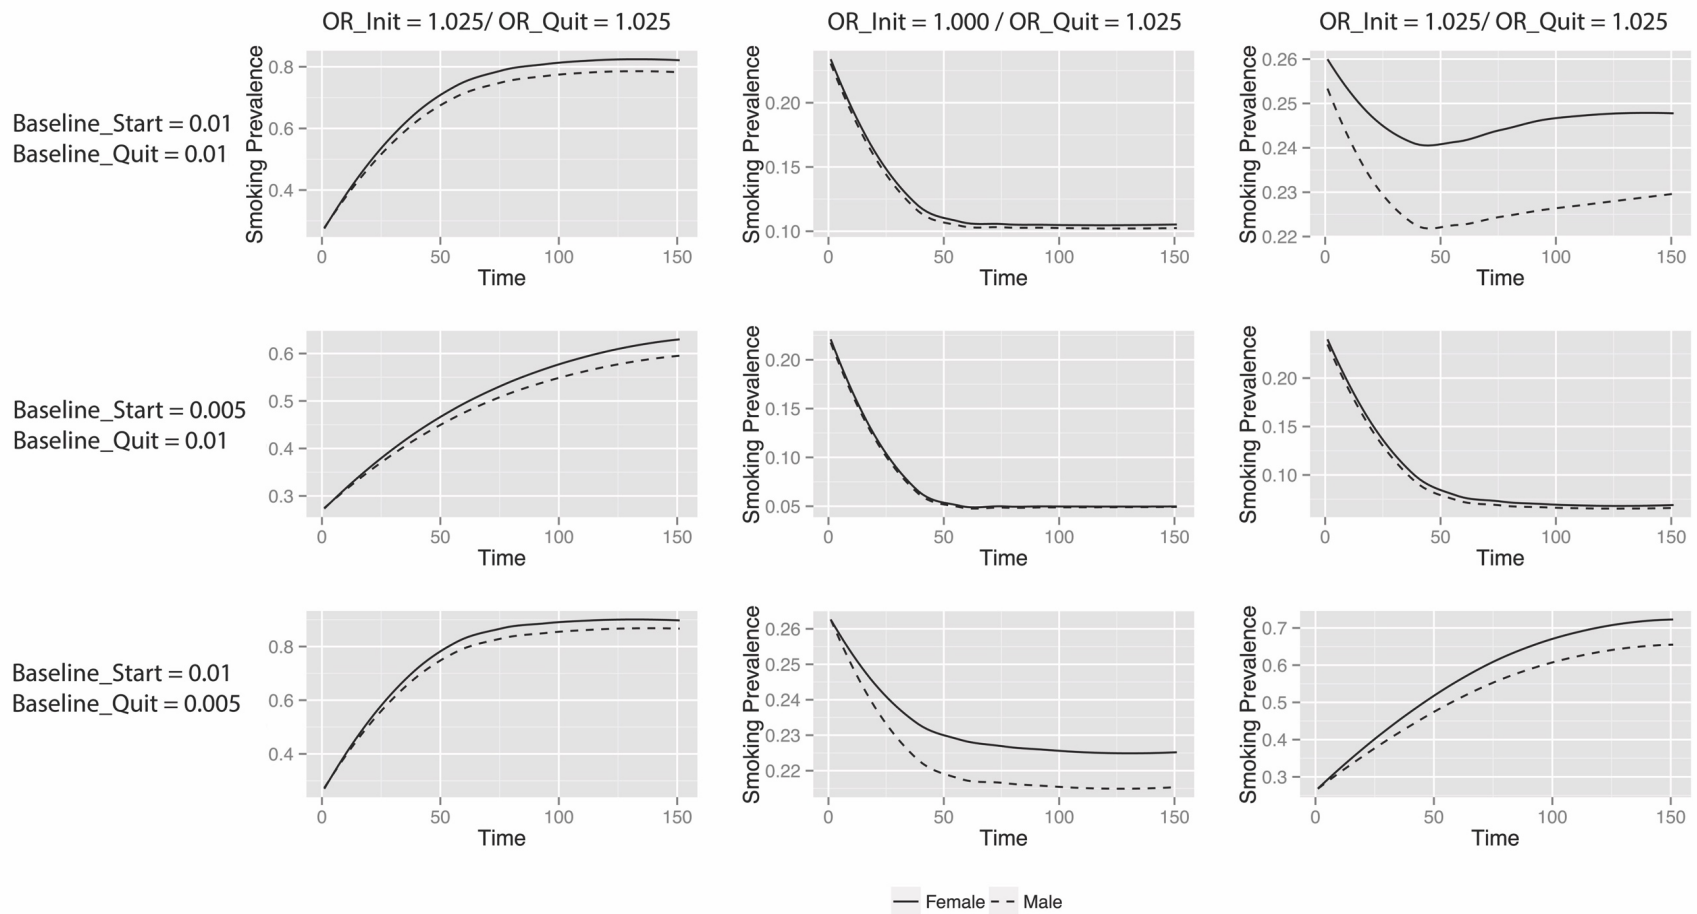 OR_Init = 1.025/ OR_Quit = 1.025
OR_Init = 1.000 / OR_Quit = 1.025
OR_Init = 1.025/ OR_Quit = 1.025
Baseline_Start = 0.01
Baseline_Quit = 0.01
Smoking Prevalence
0.8
0.6
0.4
0
50
100
150
Time
Smoking Prevalence
0.20
0.15
0.10
0
50
100
150
Time
Smoking Prevalence
0.26
0.25
0.24
0.23
0.22
0
50
100
150
Time
Baseline_Start = 0.005
Baseline_Quit = 0.01
0.6
0.5
0.4
0.3
0
50
100
150
Time
Smoking Prevalence
0.20
0.15
0.10
0.05
0
50
100
150
Time
Smoking Prevalence
0.20
0.15
0.10
0
50
100
150
Time
Baseline_Start = 0.01
Baseline_Quit = 0.005
0.8
0.6
0.4
0
50
100
150
Time
Smoking Prevalence
0.26
0.25
0.24
0.23
0.22
0
50
100
150
Time
Smoking Prevalence
0.7
0.6
0.5
0.4
0.3
0
50
100
150
Time
Female
Male